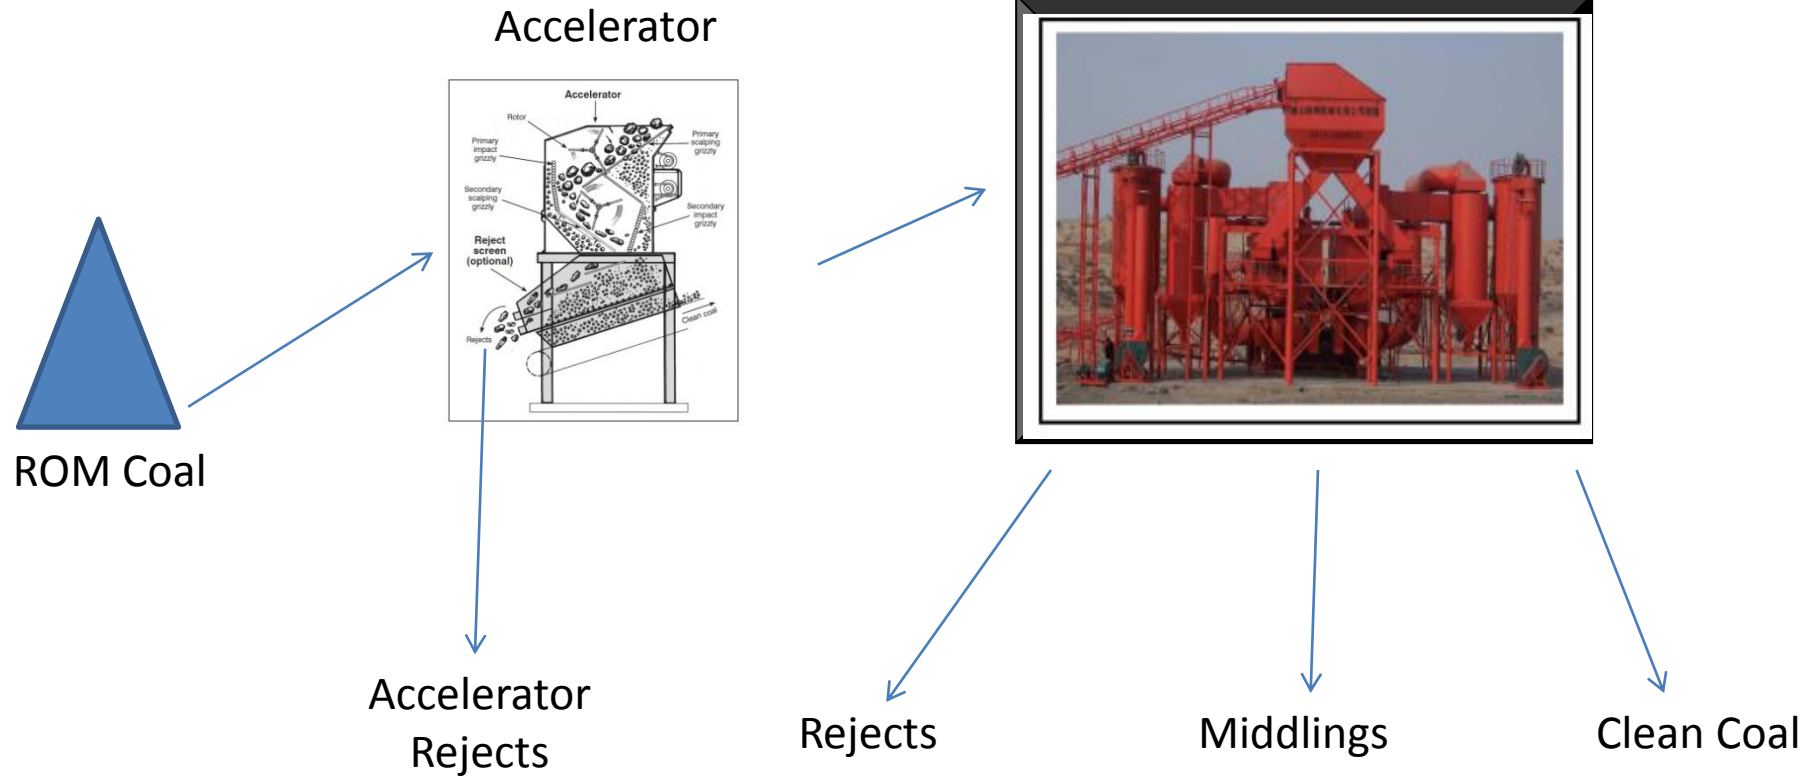 Accelerator
Accelerator
Rotor
Primary
impact
grizzly
Primary
scalping
grizzly
Secondary
scalping
grizzly
Secondary
impact
grizzly
Reject
screen
(optional)
Clean coal
Rejects
ROM Coal
Accelerator
Rejects
Rejects
Middlings
Clean Coal